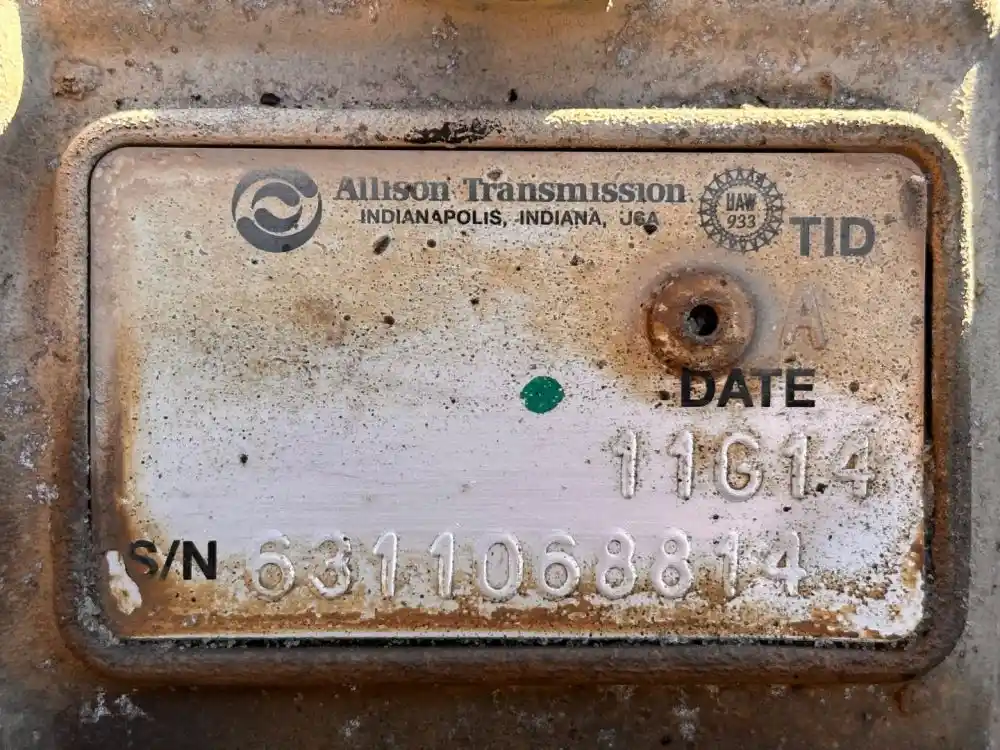 Allison Transmission
INDIANAPOLIS, INDIANA, USA
UAW
933
TID
A
DATE
11G14
S/N 6311068814